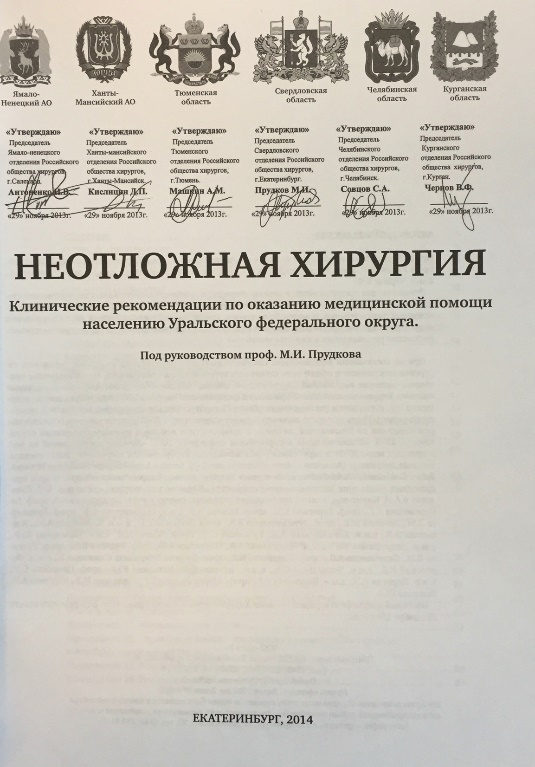 Ямало-
Ненецкий АО
Ханты-
Мансийский АО
Тюменская
область
Свердловская
область
Челябинская
область
Курганская
область
«Утверждаю»
Председатель
Ямало-ненецкого
отделения Российского
общества хирургов,
г.Салехард.
«29» ноября 2013г.
«Утверждаю»
Председатель
Ханты-мансийского
отделения Российского
общества хирургов,
г.Ханты-Мансийск.
Кислицин Д.П.
«29» ноября 2013г.
«Утверждаю»
Председатель
Тюменского
отделения Российского
общества хирургов,
г.Тюмень.
Машкин А.М.
«29» ноября 2013г.
«Утверждаю»
Председатель
Свердловского
отделения Российского
общества хирургов,
г.Екатеринбург.
Прудков М.И.
«29» ноября 2013г.
«Утверждаю»
Председатель
Челябинского
отделения Российского
общества хирургов,
г.Челябинск.
Совцов С.А.
«29» ноября 2013г.
«Утверждаю»
Председатель
Курганского
отделения Российского
общества хирургов,
г.Курган.
Чернов В.Ф.
«29» ноября 2013г.
НЕОТЛОЖНАЯ ХИРУРГИЯ
Клинические рекомендации по оказанию медицинской помощи
населению Уральского федерального округа.
Под руководством проф. М.И. Прудкова
ЕКАТЕРИНБУРГ, 2014